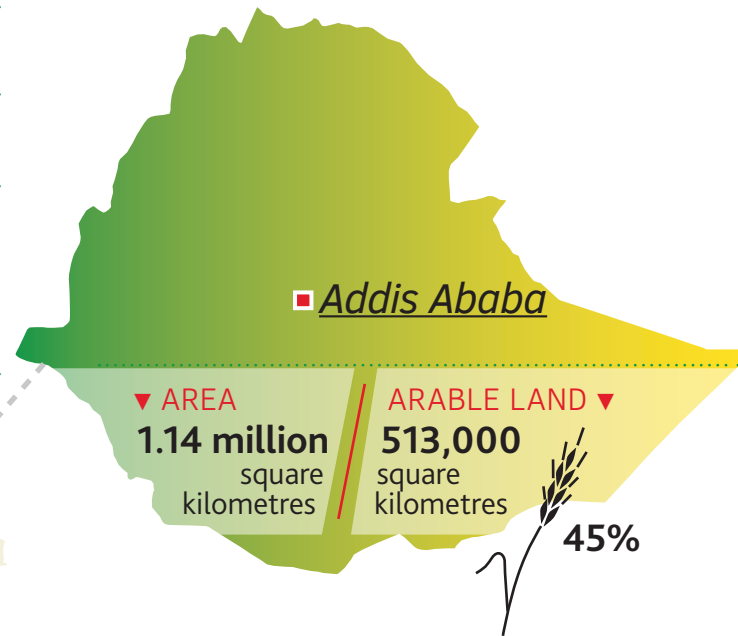 Addis Ababa
▼ AREA
1.14 million
square
kilometres
ARABLE LAND ▼
513,000
square
kilometres
45%